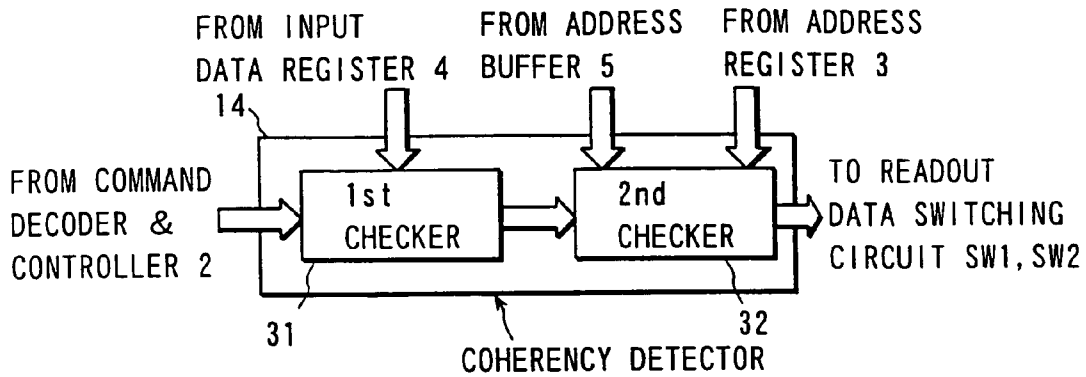 FROM INPUT
DATA REGISTER 4
FROM ADDRESS
BUFFER 5
FROM ADDRESS
REGISTER 3
14
FROM COMMAND
DECODER &
CONTROLLER 2
1st
CHECKER
2nd
CHECKER
TO READOUT
DATA SWITCHING
CIRCUIT SW1, SW2
31
32
COHERENCY DETECTOR